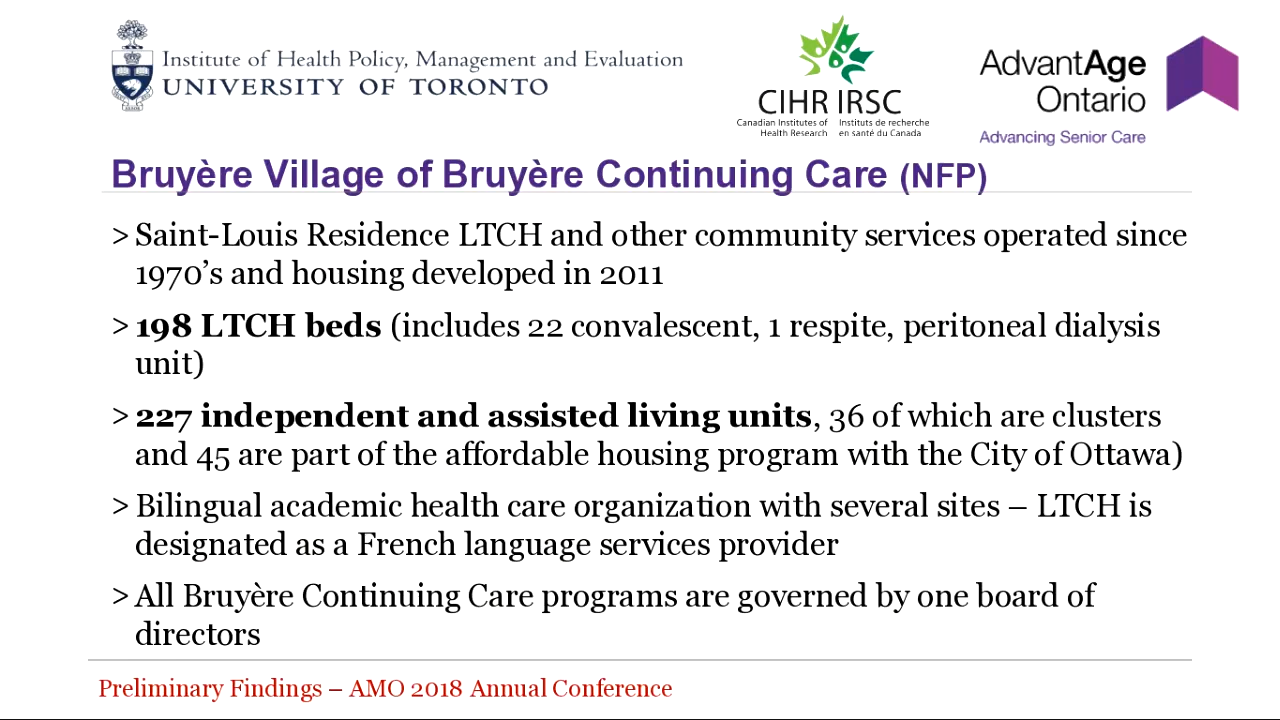 Institute of Health Policy, Management and Evaluation
UNIVERSITY OF TORONTO
CIHR IRSC
Canadian Institutes of Health Research
Instituts de recherche en santé du Canada
AdvantAge
Ontario
Advancing Senior Care
Bruyère Village of Bruyère Continuing Care (NFP)
> Saint-Louis Residence LTCH and other community services operated since
1970’s and housing developed in 2011
> 198 LTCH beds (includes 22 convalescent, 1 respite, peritoneal dialysis
unit)
> 227 independent and assisted living units, 36 of which are clusters
and 45 are part of the affordable housing program with the City of Ottawa)
> Bilingual academic health care organization with several sites – LTCH is
designated as a French language services provider
> All Bruyère Continuing Care programs are governed by one board of
directors
Preliminary Findings – AMO 2018 Annual Conference